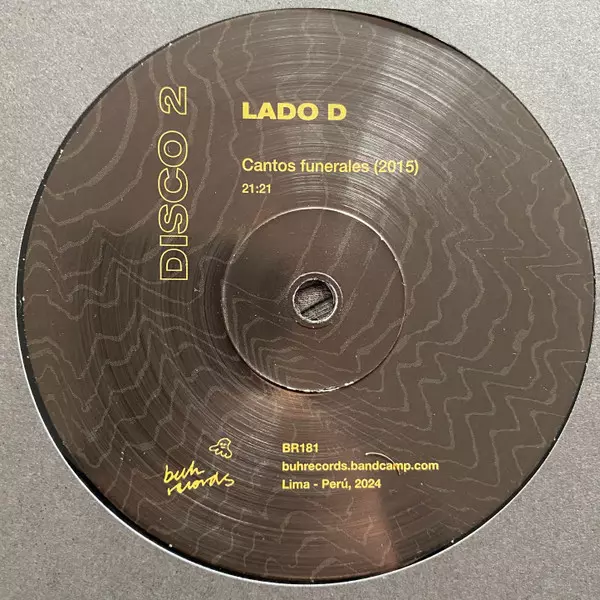 DISCO 2
LADO D
Cantos funerales (2015)
21:21
buh
records
BR181
buhrecords.bandcamp.com
Lima - Perú, 2024